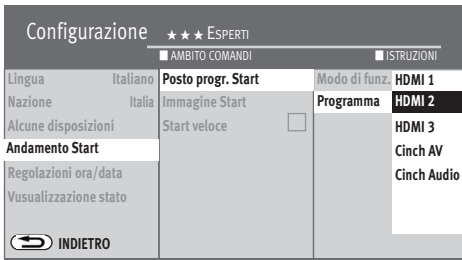 Configurazione ★★★ ESPERTI
AMBITO COMANDI ISTRUZIONI
Lingua Italiano Posto progr. Start Modo di funz. HDMI 1
Nazione Italia Immagine Start Programma HDMI 2
Alcune disposizioni Start veloce HDMI 3
Andamento Start Cinch AV
Regolazioni ora/data Cinch Audio
Vusualizzazione stato
INDIETRO